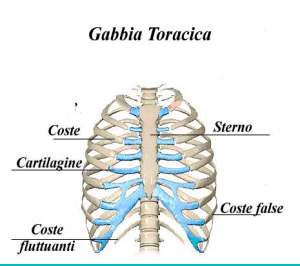 Gabbia Toracica
Coste
Sterno
Cartilagine
Coste false
Coste
fluttuanti